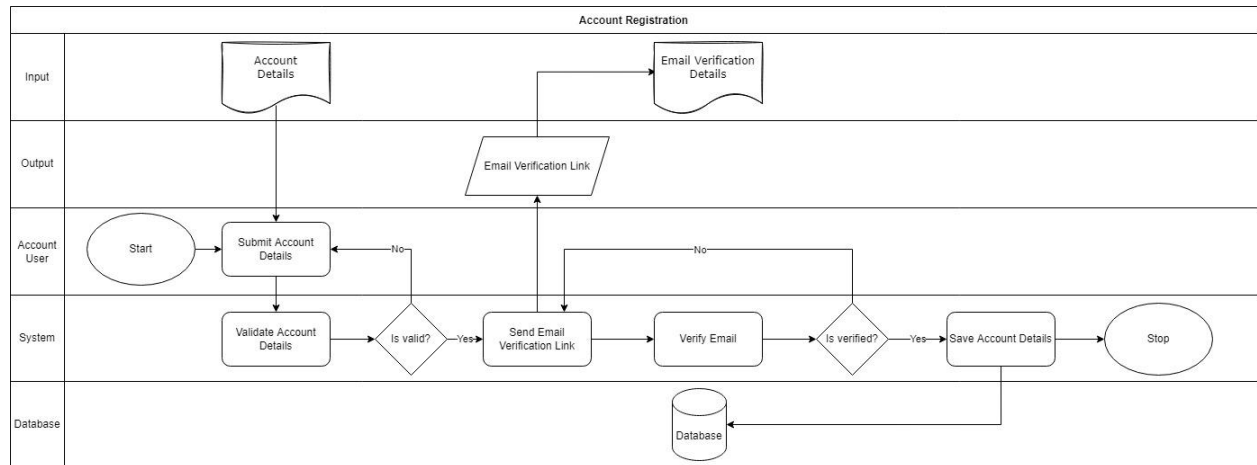 Account Registration
Input
Account
Details
Email Verification
Details
Output
Email Verification Link
Account
User
Start
Submit Account
Details
No
No
System
Validate Account
Details
Is valid?
Yes
Send Email
Verification Link
Verify Email
Is verified?
Yes
Save Account Details
Stop
Database
Database